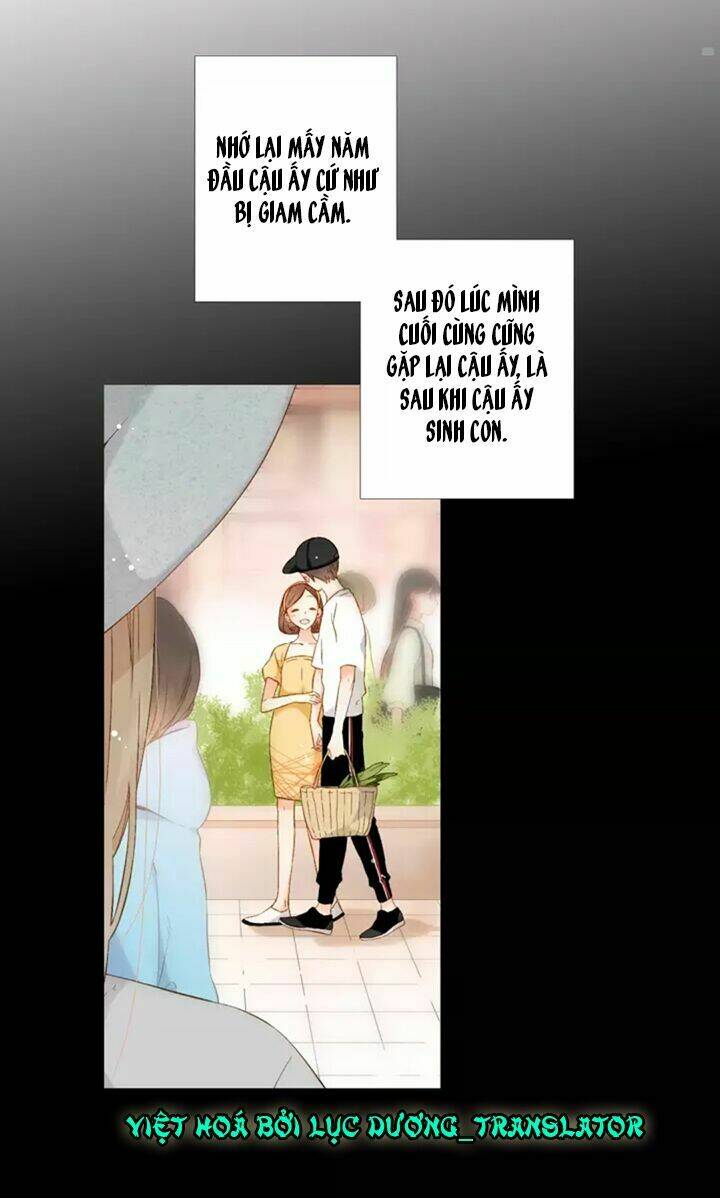 NHỚ LẠI MẤY NĂM
ĐẦU CẬU ẤY CỨ NHƯ
BỊ GIAM CẦM.
SAU ĐÓ LÚC MÌNH
CUỐI CÙNG CŨNG
GẶP LẠI CẬU ẤY, LÀ
SAU KHI CẬU ẤY
SINH CON.
VIỆT HOÁ BỞI LỤC DƯƠNG_TRANSLATOR